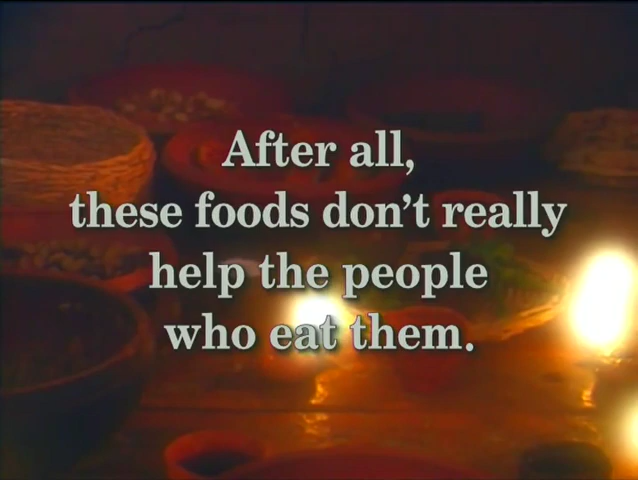 After all,
these foods don't really
help the people
who eat them.